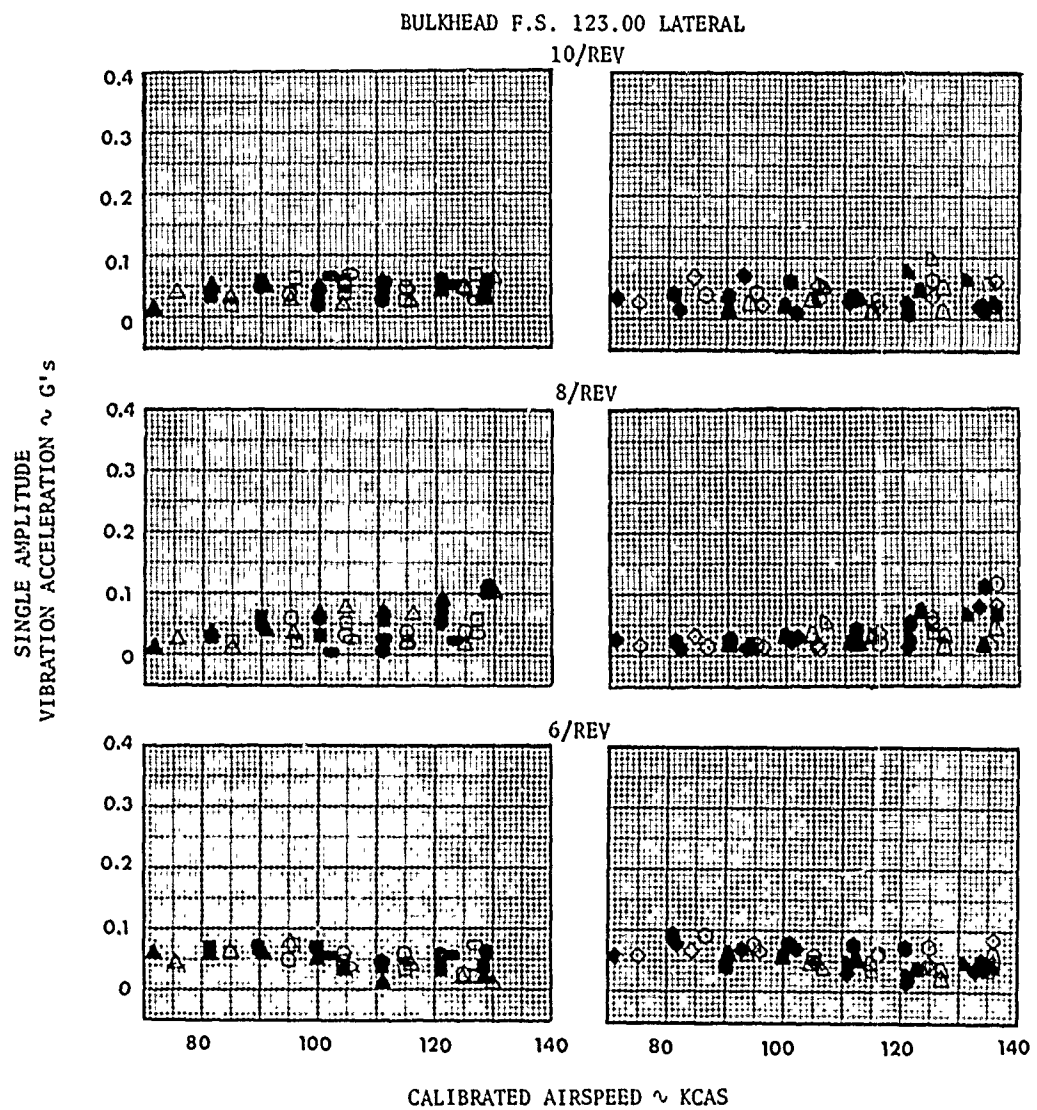 BULKHEAD F.S. 123.00 LATERAL
10/REV
0.4
0.3
0.2
0.1
0
8/REV
0.4
0.3
0.2
0.1
0
6/REV
0.4
0.3
0.2
0.1
0
SINGLE AMPLITUDE
VIBRATION ACCELERATION ~ G's
80 100 120 140 80 100 120 140
CALIBRATED AIRSPEED ~ KCAS